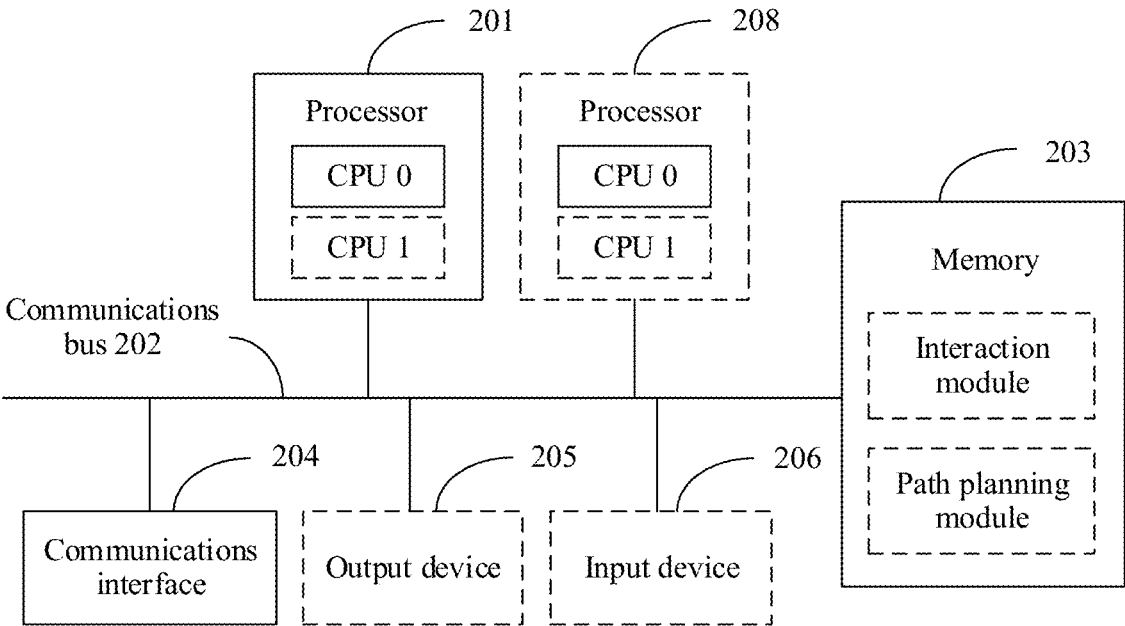 201
208
Processor
CPU 0
CPU 1
Processor
CPU 0
CPU 1
203
Memory
Interaction
module
Path planning
module
Communications
bus 202
204
205
206
Communications
interface
Output device
Input device